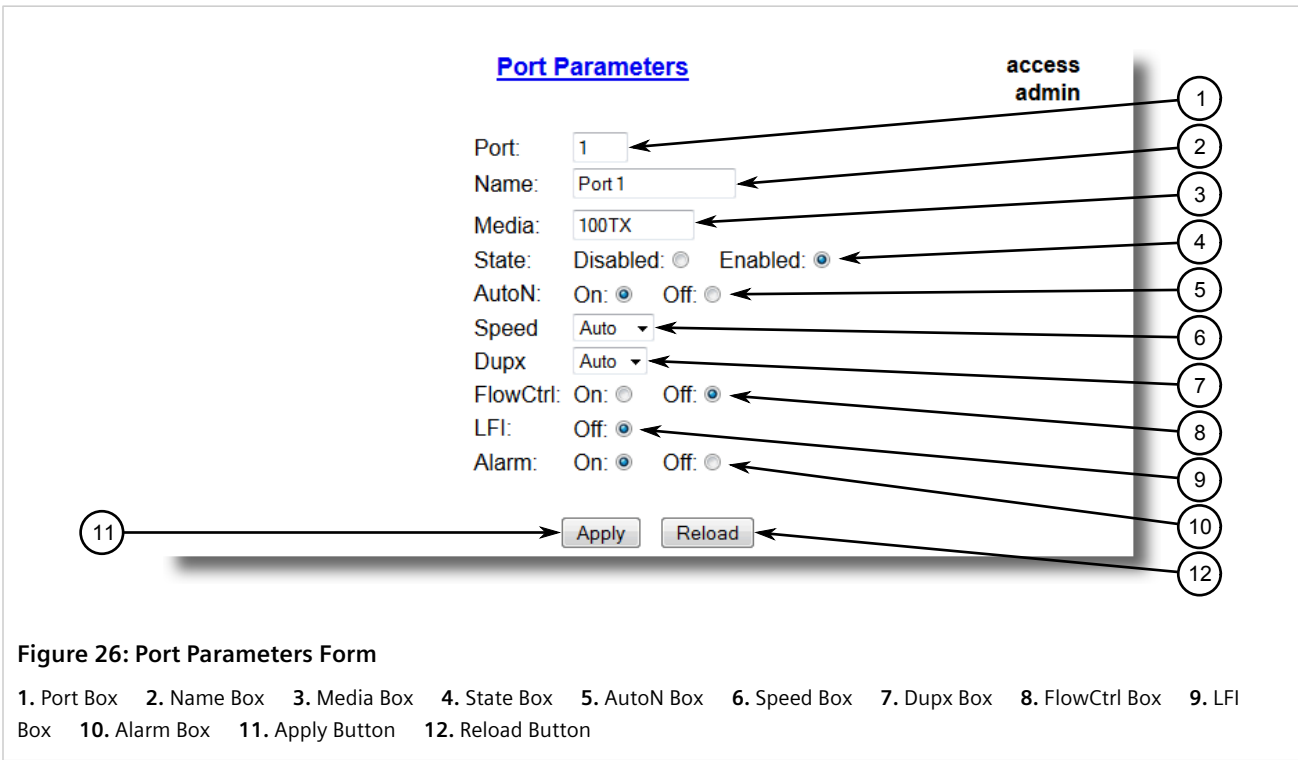 Port Parameters
access
admin
Port: 1
Name: Port 1
Media: 100TX
State: Disabled: Enabled:
AutoN: On: Off:
Speed Auto
Dupx Auto
FlowCtrl: On: Off:
LFI: Off:
Alarm: On: Off:
Apply Reload
1
2
3
4
5
6
7
8
9
10
11
12
Figure 26: Port Parameters Form
1. Port Box 2. Name Box 3. Media Box 4. State Box 5. AutoN Box 6. Speed Box 7. Dupx Box 8. FlowCtrl Box 9. LFI
Box 10. Alarm Box 11. Apply Button 12. Reload Button